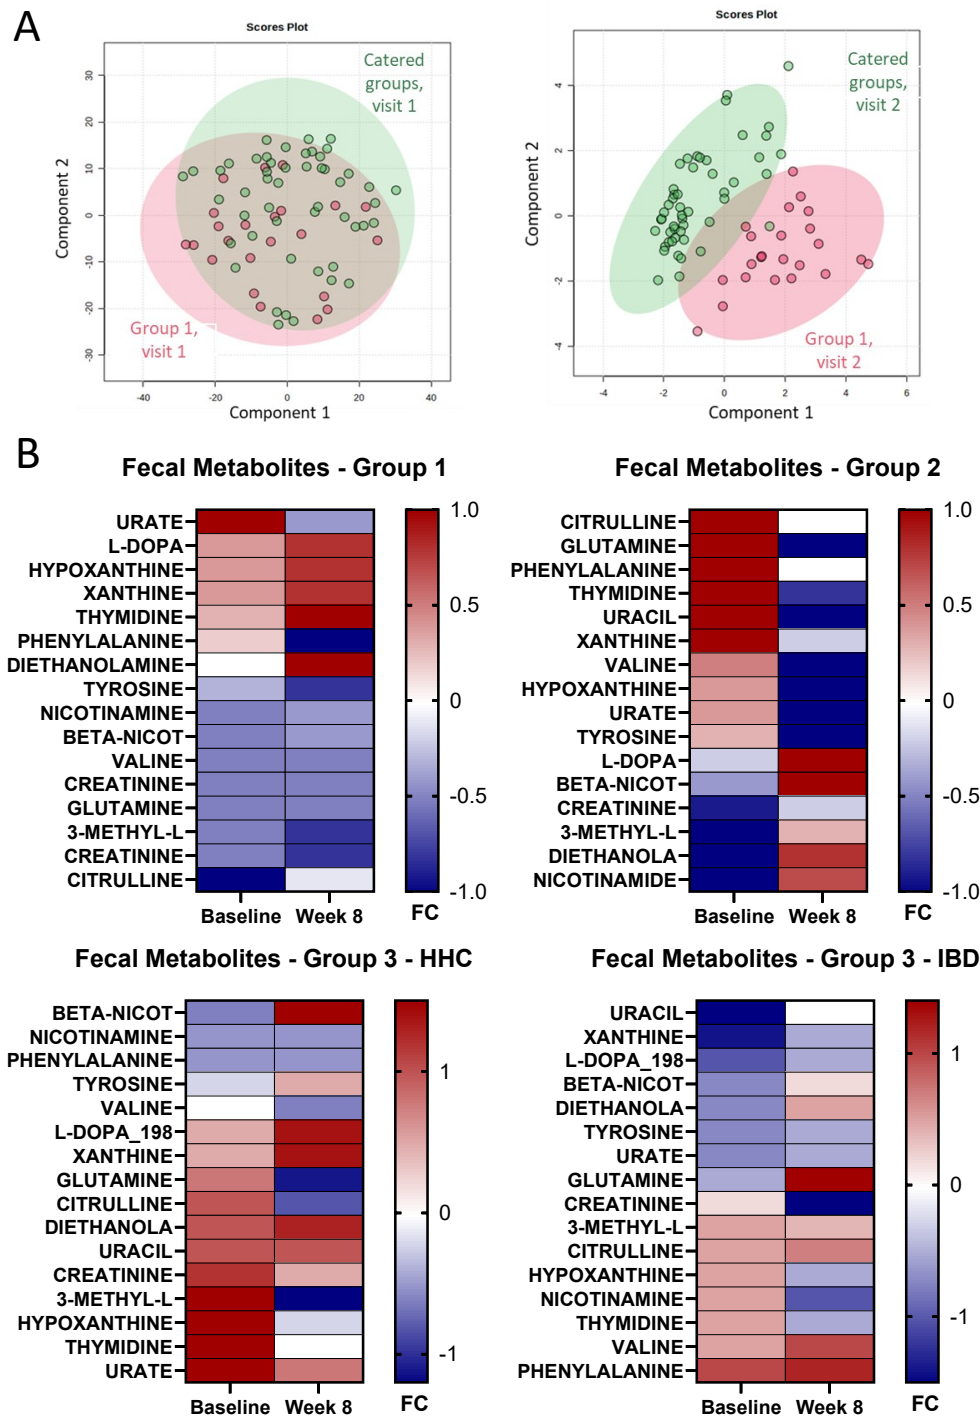 A
Scores Plot
Catered
groups,
visit 1
Component 2
30
20
10
0
-10
-20
-30
Group 1,
visit 1
-40
-20
0
20
40
Component 1
Scores Plot
Catered
groups,
visit 2
Component 2
4
2
0
-2
-4
Group 1,
visit 2
-4
-2
0
2
4
6
Component 1
B
Fecal Metabolites - Group 1
URATE
L-DOPA
HYPOXANTHINE
XANTHINE
THYMIDINE
PHENYLALANINE
DIETHANOLAMINE
TYROSINE
NICOTINAMINE
BETA-NICOT
VALINE
CREATININE
GLUTAMINE
3-METHYL-L
CREATININE
CITRULLINE
Baseline Week 8
1.0
0.5
0
-0.5
-1.0
FC
Fecal Metabolites - Group 2
CITRULLINE
GLUTAMINE
PHENYLALANINE
THYMIDINE
URACIL
XANTHINE
VALINE
HYPOXANTHINE
URATE
TYROSINE
L-DOPA
BETA-NICOT
CREATININE
3-METHYL-L
DIETHANOLA
NICOTINAMIDE
Baseline Week 8
1.0
0.5
0
-0.5
-1.0
FC
Fecal Metabolites - Group 3 - HHC
BETA-NICOT
NICOTINAMINE
PHENYLALANINE
TYROSINE
VALINE
L-DOPA_198
XANTHINE
GLUTAMINE
CITRULLINE
DIETHANOLA
URACIL
CREATININE
3-METHYL-L
HYPOXANTHINE
THYMIDINE
URATE
Baseline Week 8
1
0
-1
FC
Fecal Metabolites - Group 3 - IBD
URACIL
XANTHINE
L-DOPA_198
BETA-NICOT
DIETHANOLA
TYROSINE
URATE
GLUTAMINE
CREATININE
3-METHYL-L
CITRULLINE
HYPOXANTHINE
NICOTINAMINE
THYMIDINE
VALINE
PHENYLALANINE
Baseline Week 8
1
0
-1
FC